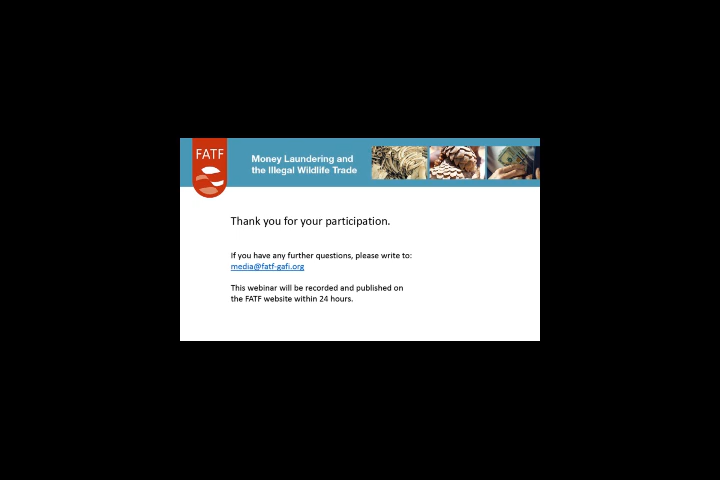 FATF
Money Laundering and
the Illegal Wildlife Trade
Thank you for your participation.
If you have any further questions, please write to:
media@fatf-gafi.org
This webinar will be recorded and published on
the FATF website within 24 hours.